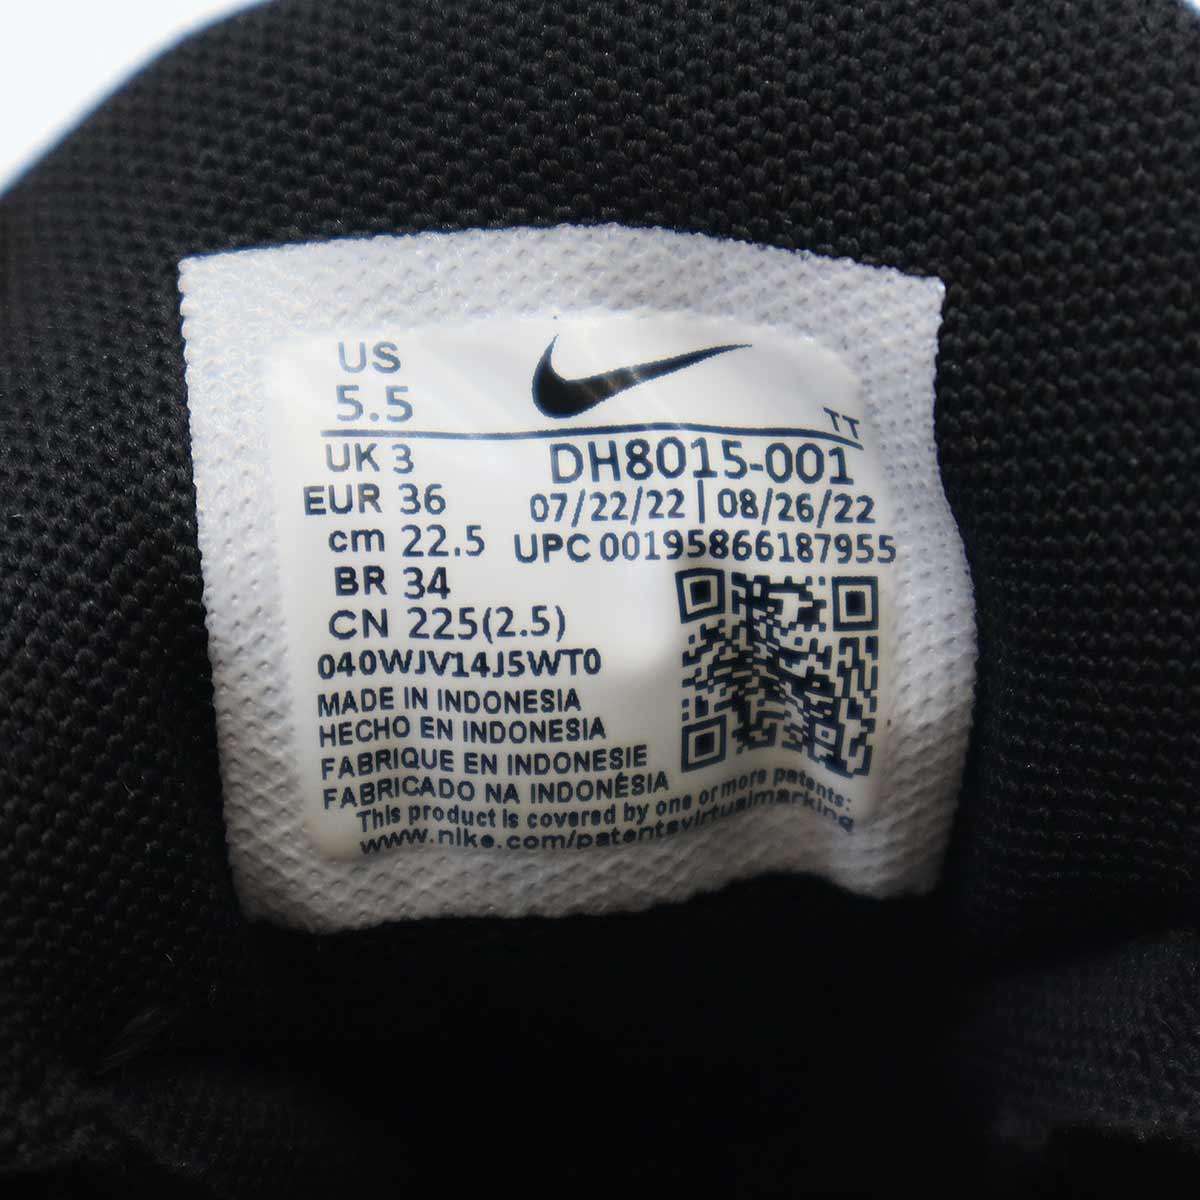 US
5.5
TT
UK 3
EUR 36
cm 22.5
BR 34
CN 225(2.5)
DH8015-001
07/22/22 | 08/26/22
UPC 00195866187955
040WJV14J5WT0
MADE IN INDONESIA
HECHO EN INDONESIA
FABRIQUE EN INDONESIE
FABRICADO NA INDONÉSIA
This product is covered by one or more patents:
www.nike.com/patentsvirtualmarking